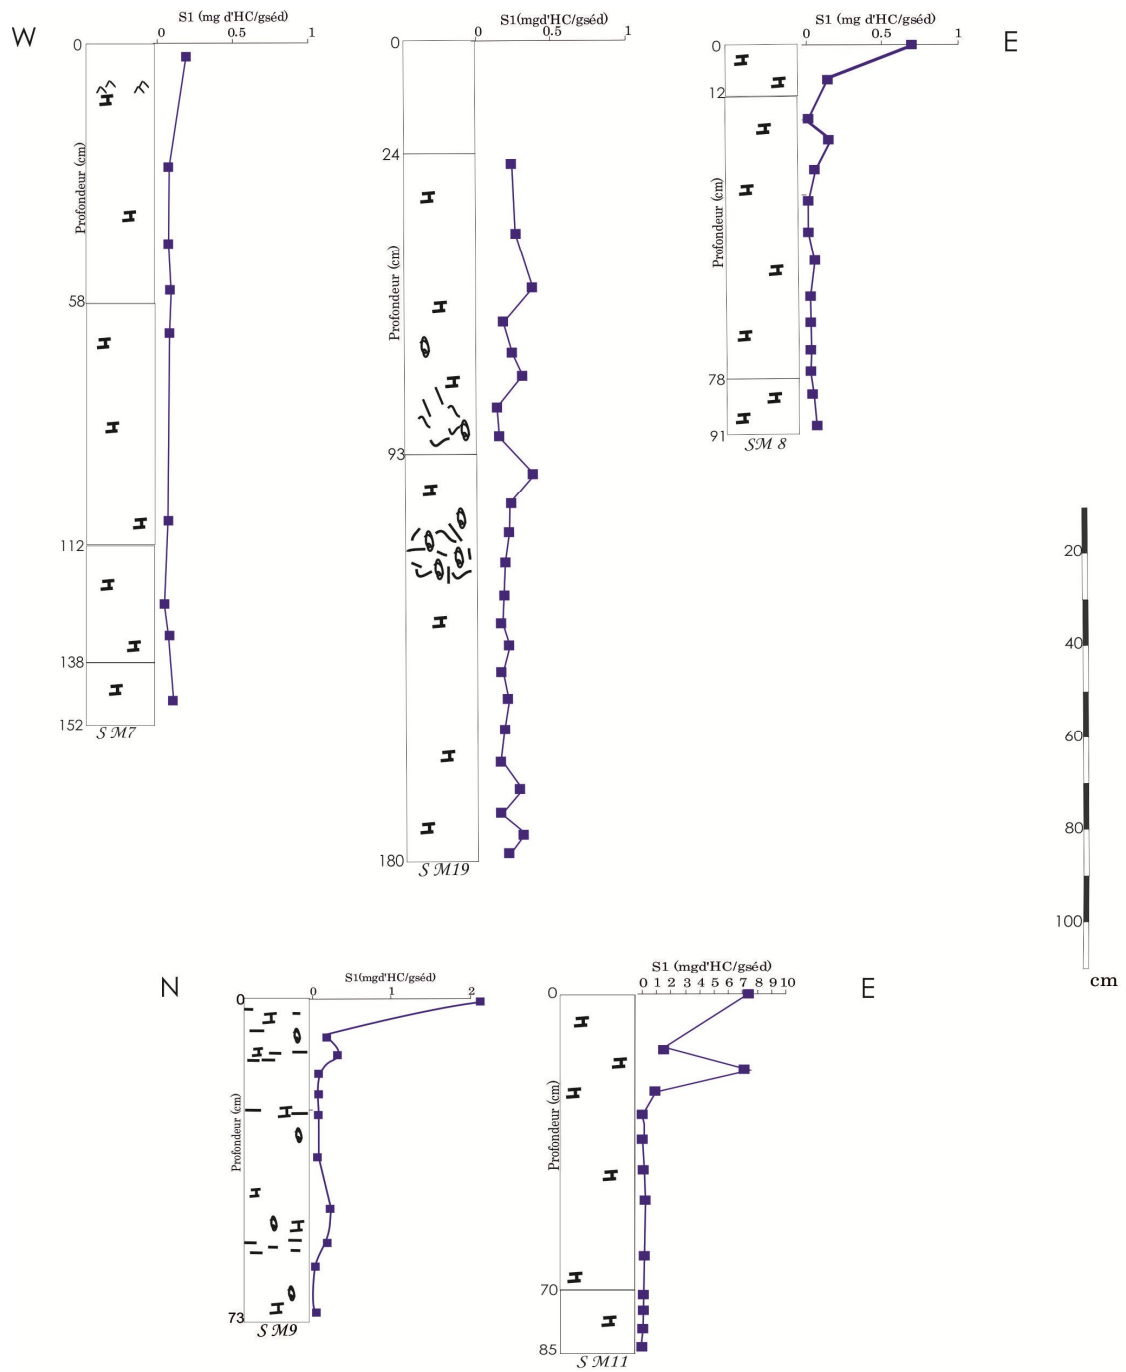 W
S1 (mg d'HC/gséd)
0 0.5 1
0
Profondeur (cm)
58
112
138
152
S M7
S1(mgd'HC/gséd)
0 0.5 1
0
24
Profondeur (cm)
93
180
S M19
S1 (mg d'HC/gséd)
0 0.5 1
E
0
12
Profondeur (cm)
78
91
SM 8
20
40
60
80
100
cm
N
S1(mgd'HC/gséd)
0 1 2
0
Profondeur (cm)
73
S M9
S1 (mgd'HC/gséd)
0 1 2 3 4 5 6 7 8 9 10
E
0
Profondeur (cm)
70
85
S M11